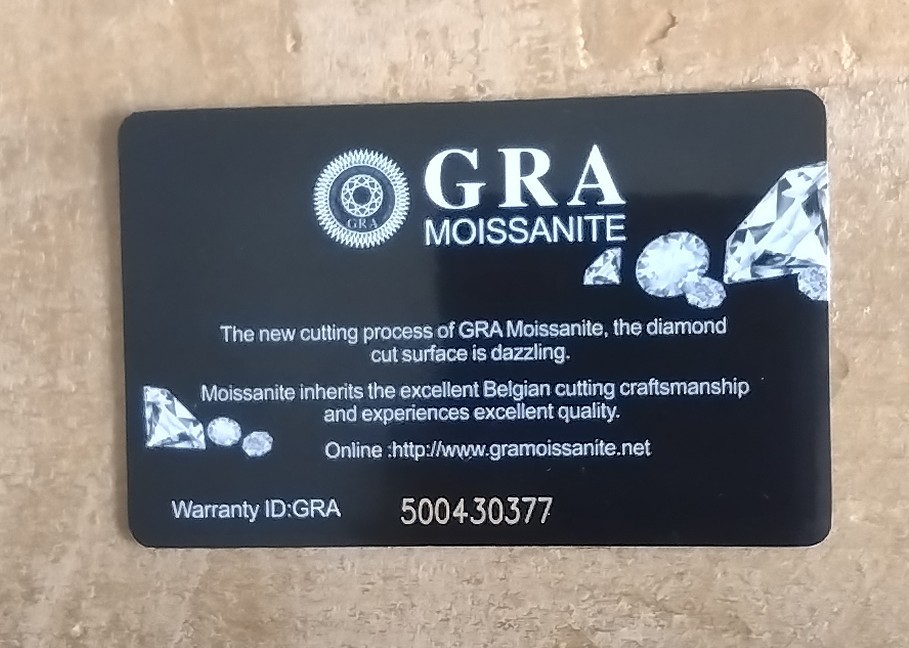 GRA
GRA
MOISSANITE
The new cutting process of GRA Moissanite, the diamond
cut surface is dazzling.
Moissanite inherits the excellent Belgian cutting craftsmanship
and experiences excellent quality.
Online :http://www.gramoissanite.net
Warranty ID:GRA 500430377